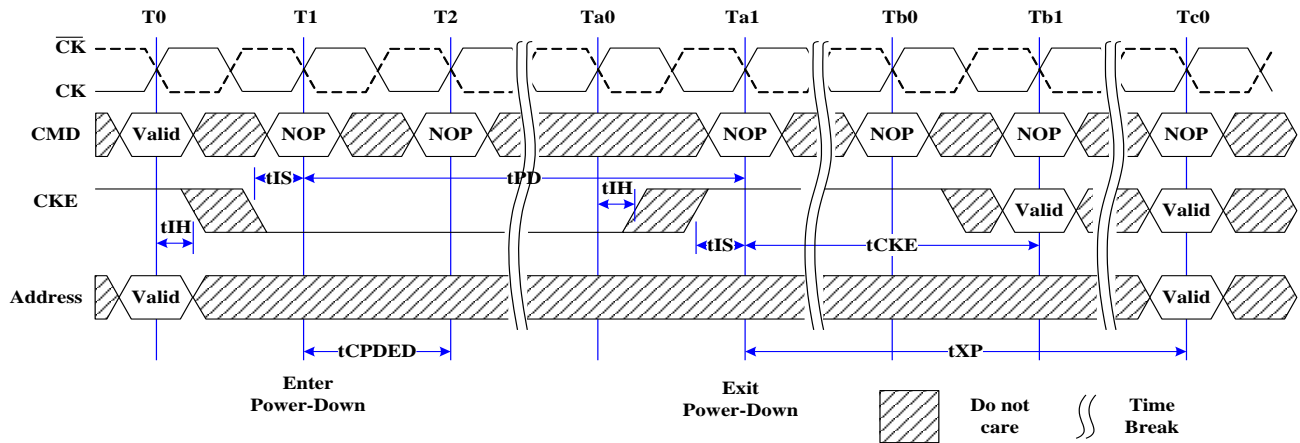 T0 T1 T2 Ta0 Ta1 Tb0 Tb1 Tc0
CK
CK
CMD Valid NOP NOP NOP NOP NOP NOP
tIS tPD tIH
CKE Valid Valid
tIH tIS tCKE
Address Valid Valid
tCPDED tXP
Enter
Power-Down
Exit
Power-Down
Do not
care
Time
Break